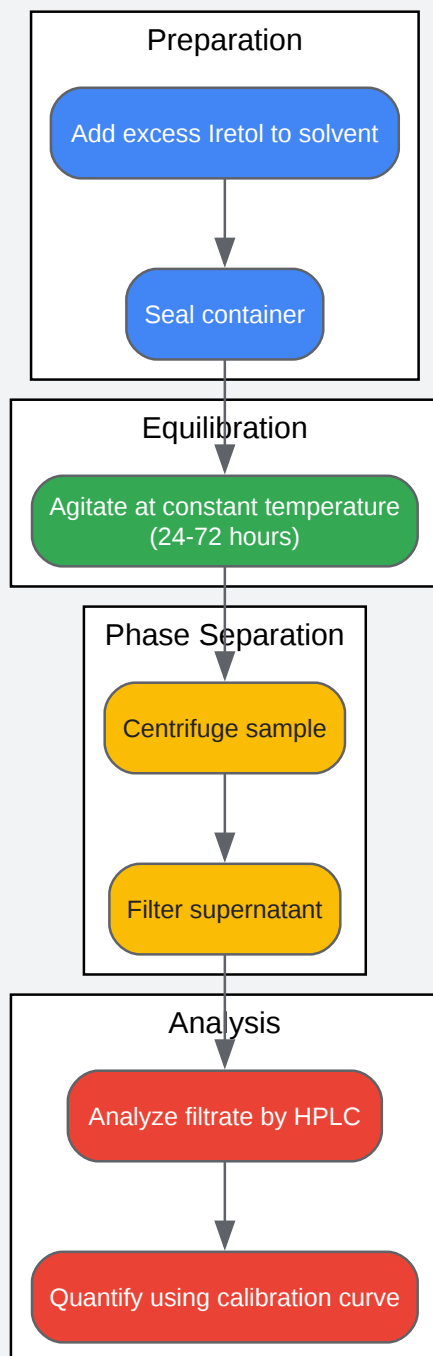 Preparation
Add excess Iretol to solvent
Seal container
Equilibration
Agitate at constant temperature
(24-72 hours)
Phase Separation
Centrifuge sample
Filter supernatant
Analysis
Analyze filtrate by HPLC
Quantify using calibration curve